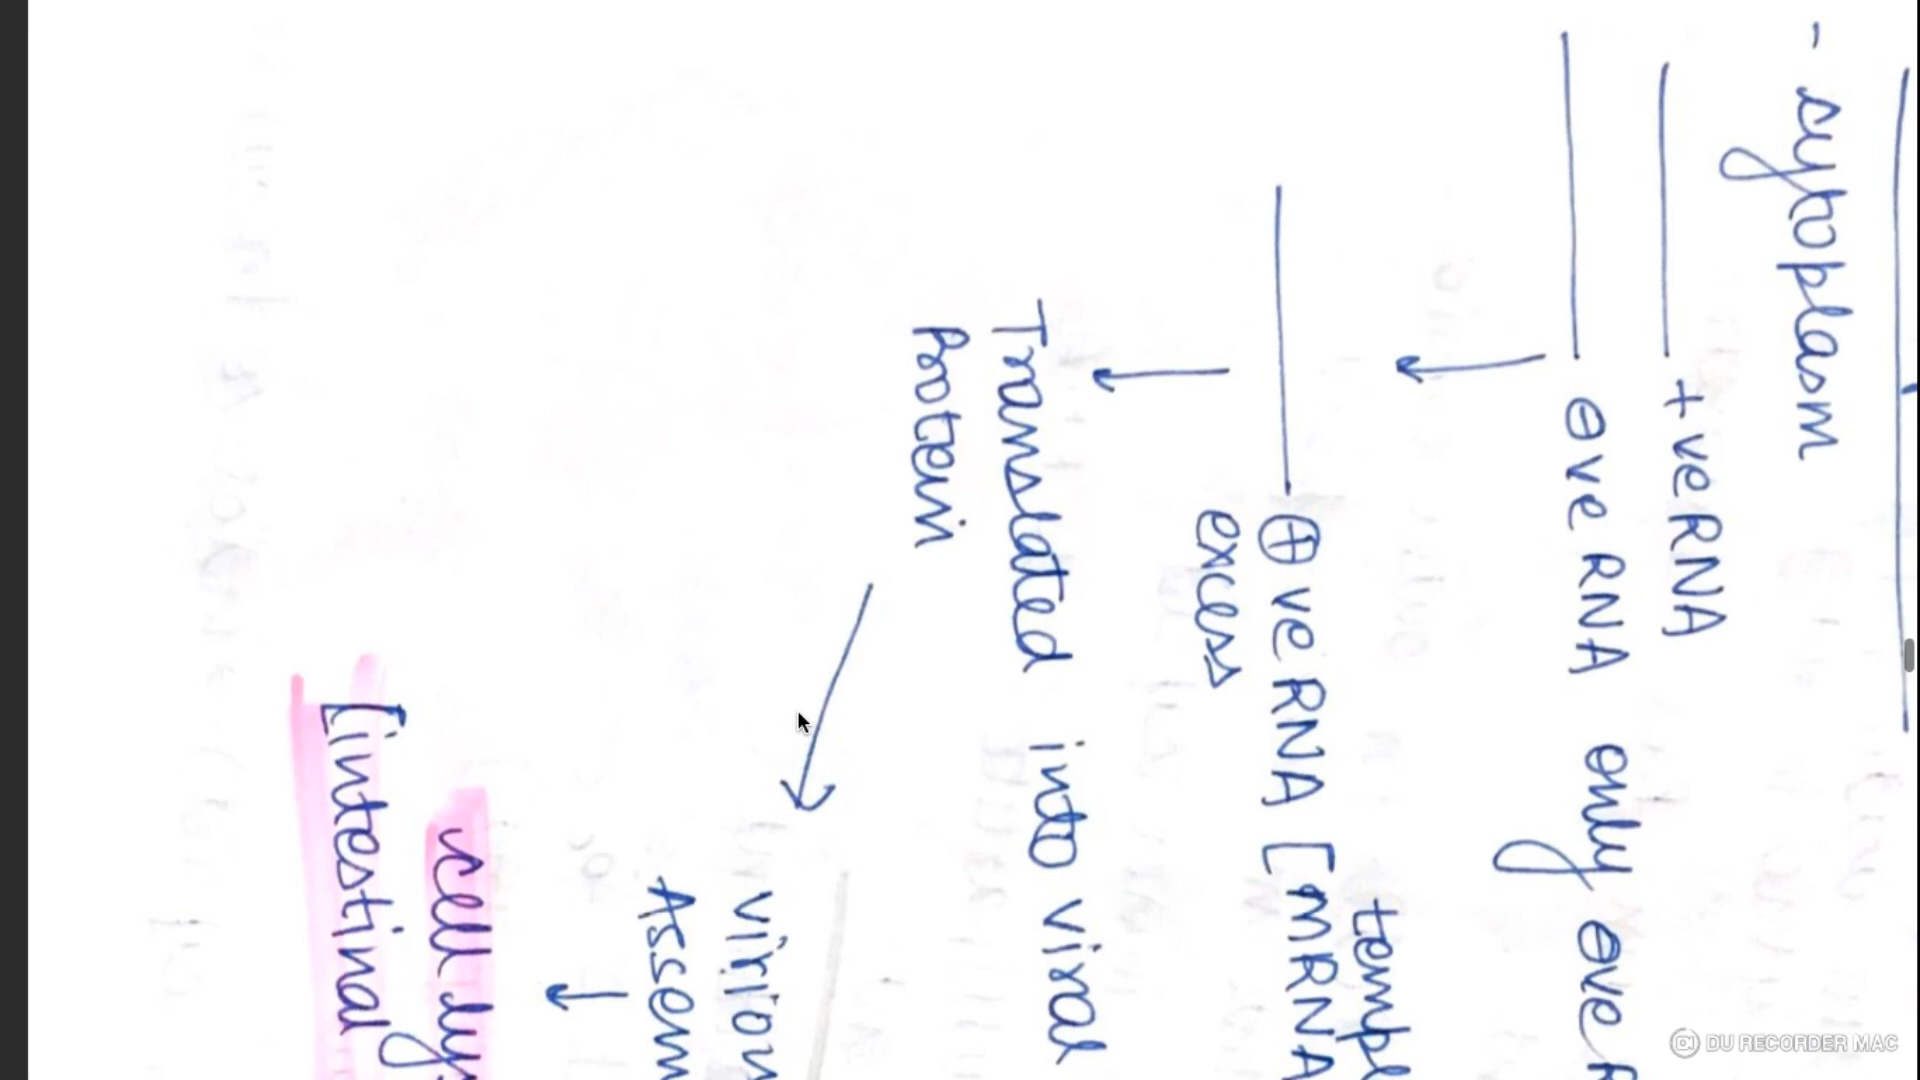 - cytoplasm
+ve RNA
⊖ve RNA only ⊖ve
templ
⊕ve RNA [mRNA
excess
Translated into viral
Protein
virion
Assem
cell ly
[intestinal
DU RECORDER MAC